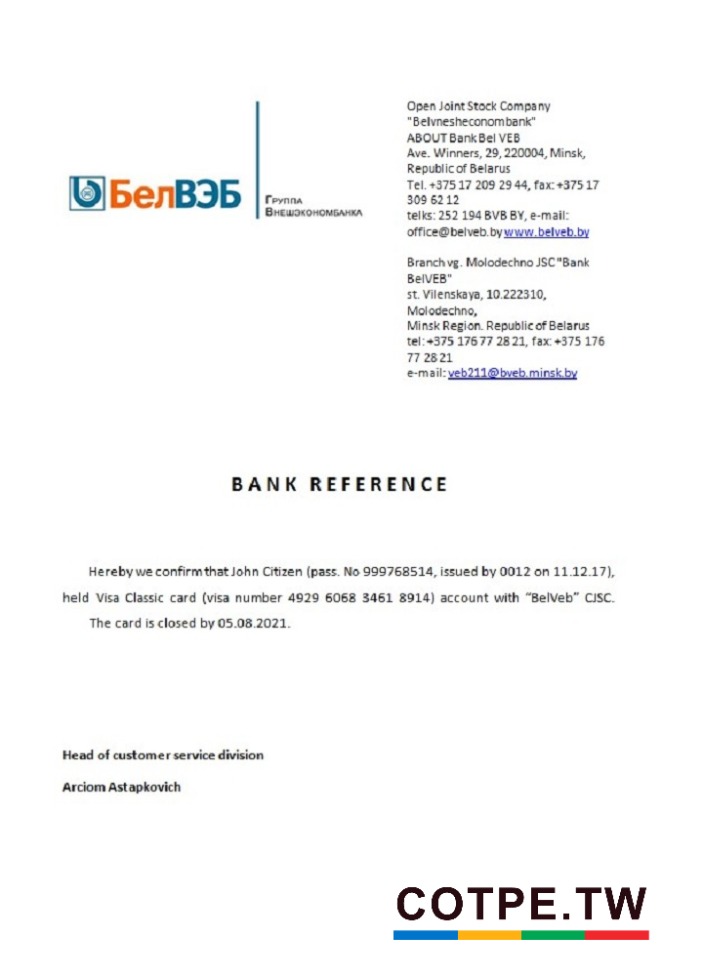 БелВЭБ
Группа
Внешэкономбанка
Open Joint Stock Company
"Belvnesheconombank"
ABOUT Bank Bel VEB
Ave. Winners, 29, 220004, Minsk,
Republic of Belarus
Tel. +375 17 209 29 44, fax: +375 17
309 62 12
telks: 252 194 BVB BY, e-mail:
office@belveb.by www.belveb.by
Branch vg. Molodechno JSC "Bank
BelVEB"
st. Vilenskaya, 10.222310,
Molodechno,
Minsk Region. Republic of Belarus
tel: +375 176 77 28 21, fax: +375 176
77 28 21
e-mail: veb211@bveb.minsk.by
BANK REFERENCE
Hereby we confirm that John Citizen (pass. No 999768514, issued by 0012 on 11.12.17),
held Visa Classic card (visa number 4929 6068 3461 8914) account with “BelVeb” CJSC.
The card is closed by 05.08.2021.
Head of customer service division
Arciom Astapkovich
COTPE.TW